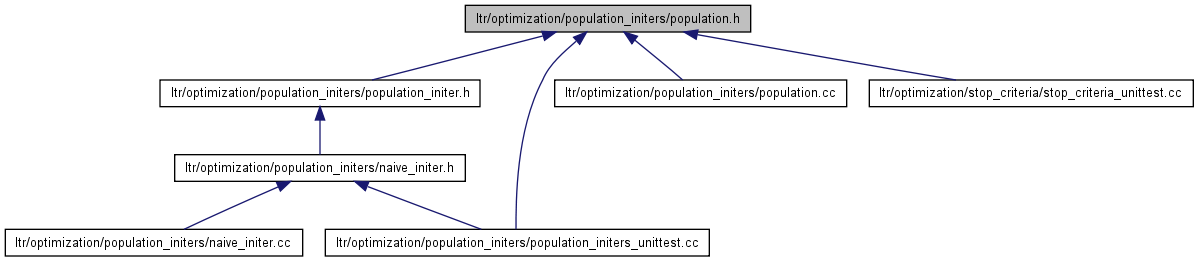 ltr/optimization/population_initers/population.h
ltr/optimization/population_initers/population_initer.h
ltr/optimization/population_initers/population.cc
ltr/optimization/stop_criteria/stop_criteria_unittest.cc
ltr/optimization/population_initers/naive_initer.h
ltr/optimization/population_initers/naive_initer.cc
ltr/optimization/population_initers/population_initers_unittest.cc